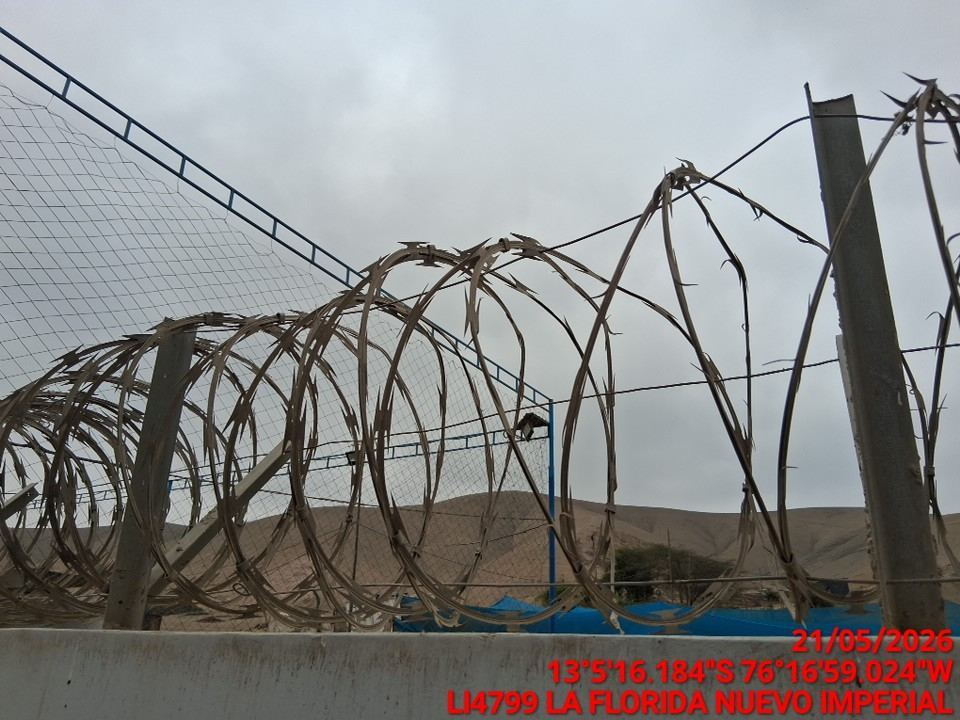 21/05/2026
13°5'16.184"S 76°16'59.024"W
LI4799 LA FLORIDA NUEVO IMPERIAL